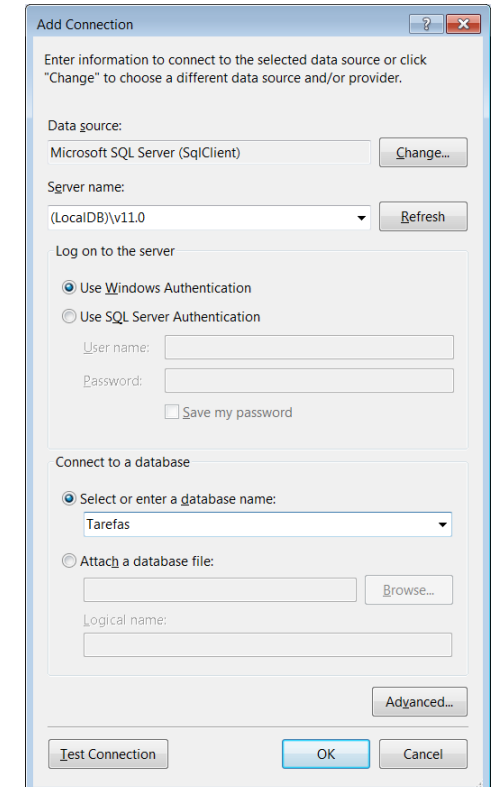 Add Connection
Enter information to connect to the selected data source or click
"Change" to choose a different data source and/or provider.
Data source:
Microsoft SQL Server (SqlClient)
Change...
Server name:
(LocalDB)\v11.0
Refresh
Log on to the server
Use Windows Authentication
Use SQL Server Authentication
User name:
Password:
Save my password
Connect to a database
Select or enter a database name:
Tarefas
Attach a database file:
Browse...
Logical name:
Advanced...
Test Connection
OK
Cancel